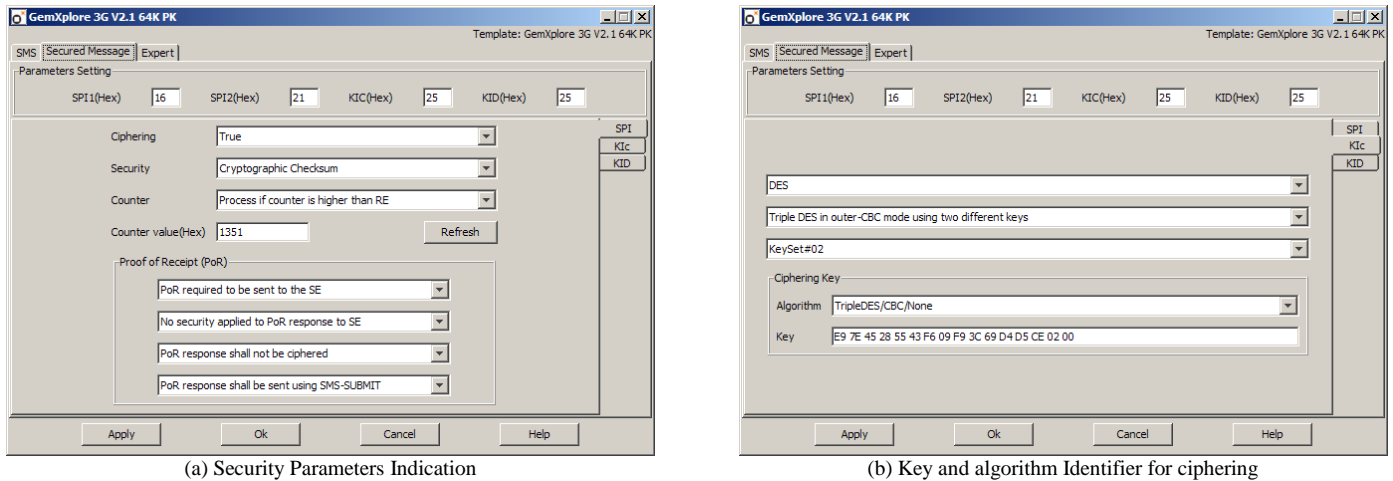 GemXplore 3G V2.1 64K PK
Template: GemXplore 3G V2.1 64K PK
SMS Secured Message Expert
Parameters Setting
SPI1(Hex) 16 SPI2(Hex) 21 KIC(Hex) 25 KID(Hex) 25
SPI
KIc
KID
Ciphering True
Security Cryptographic Checksum
Counter Process if counter is higher than RE
Counter value(Hex) 1351 Refresh
Proof of Receipt (PoR)
PoR required to be sent to the SE
No security applied to PoR response to SE
PoR response shall not be ciphered
PoR response shall be sent using SMS-SUBMIT
Apply Ok Cancel Help
(a) Security Parameters Indication
GemXplore 3G V2.1 64K PK
Template: GemXplore 3G V2.1 64K PK
SMS Secured Message Expert
Parameters Setting
SPI1(Hex) 16 SPI2(Hex) 21 KIC(Hex) 25 KID(Hex) 25
SPI
KIc
KID
DES
Triple DES in outer-CBC mode using two different keys
KeySet#02
Ciphering Key
Algorithm TripleDES/CBC/None
Key E9 7E 45 28 55 43 F6 09 F9 3C 69 D4 D5 CE 02 00
Apply Ok Cancel Help
(b) Key and algorithm Identifier for ciphering